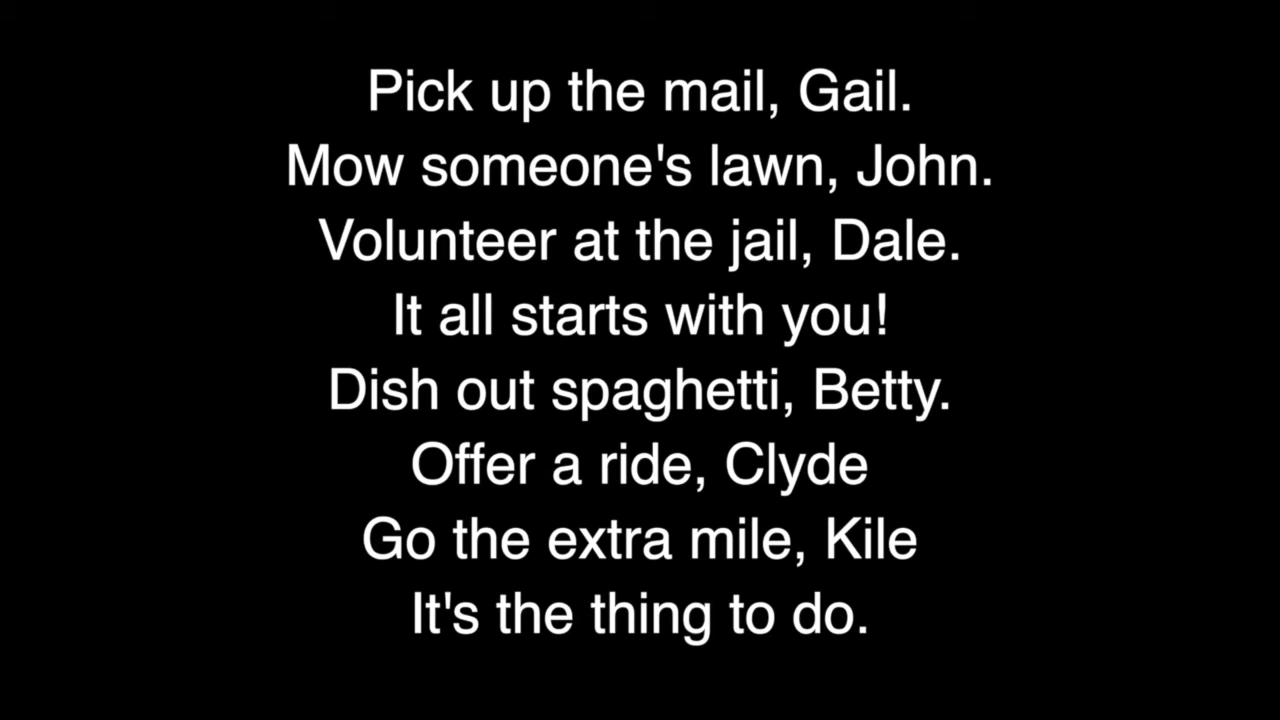 Pick up the mail, Gail.
Mow someone's lawn, John.
Volunteer at the jail, Dale.
It all starts with you!
Dish out spaghetti, Betty.
Offer a ride, Clyde
Go the extra mile, Kile
It's the thing to do.